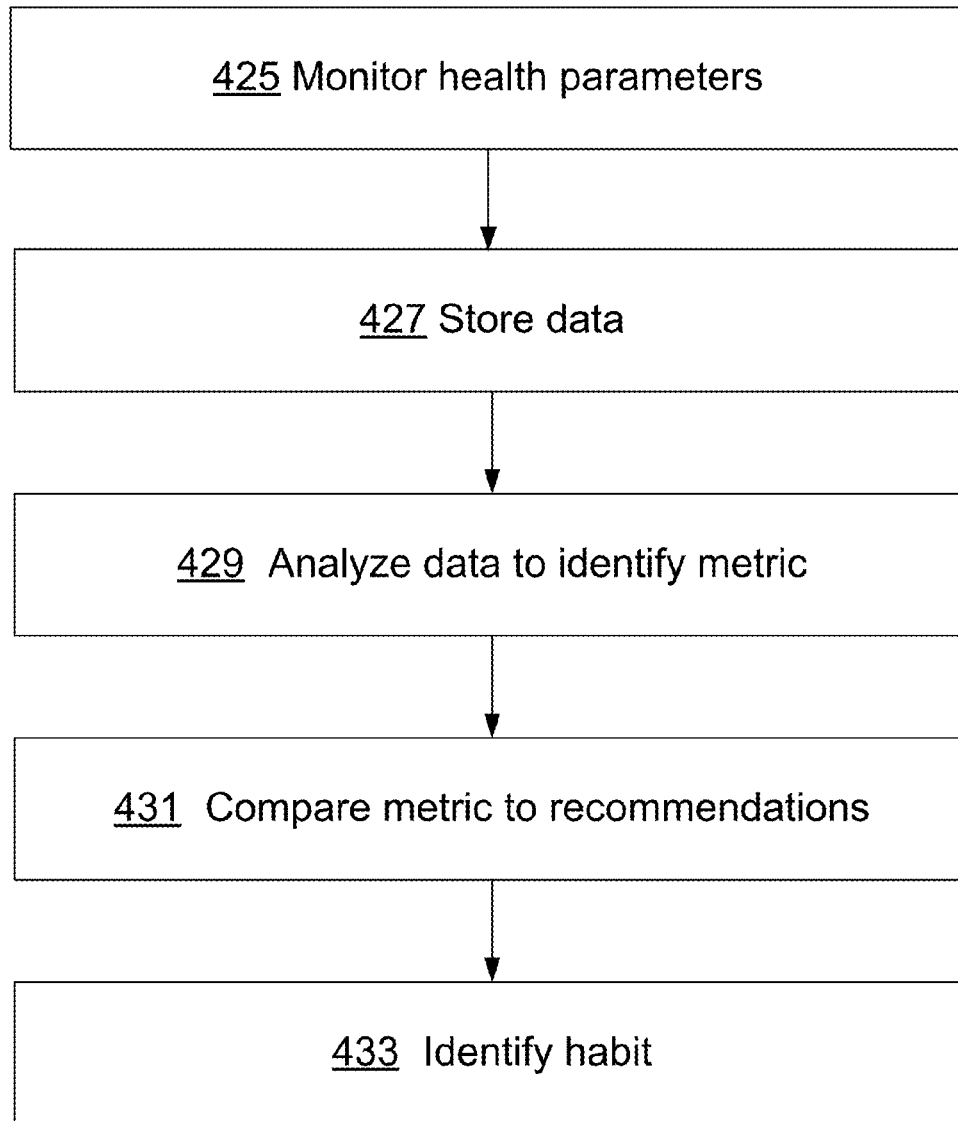 425 Monitor health parameters
427 Store data
429 Analyze data to identify metric
431 Compare metric to recommendations
433 Identify habit